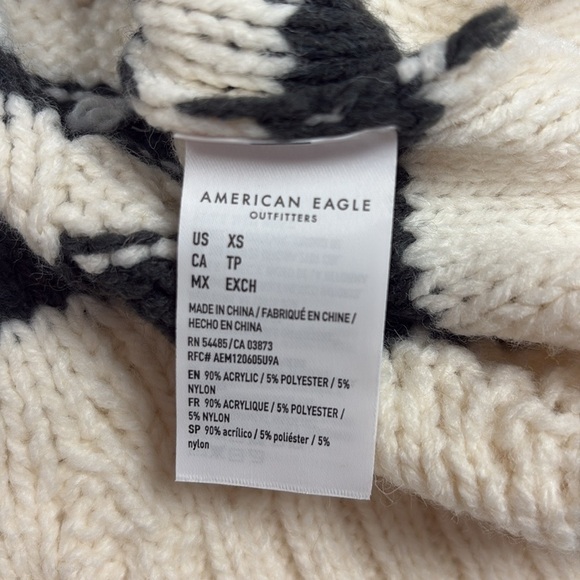 AMERICAN EAGLE
OUTFITTERS
US XS
CA TP
MX EXCH
MADE IN CHINA / FABRIQUÉ EN CHINE /
HECHO EN CHINA
RN 54485 / CA 03873
RFC# AEM120605U9A
EN 90% ACRYLIC / 5% POLYESTER / 5%
NYLON
FR 90% ACRYLIQUE / 5% POLYESTER /
5% NYLON
SP 90% acrílico / 5% poliéster / 5%
nylon